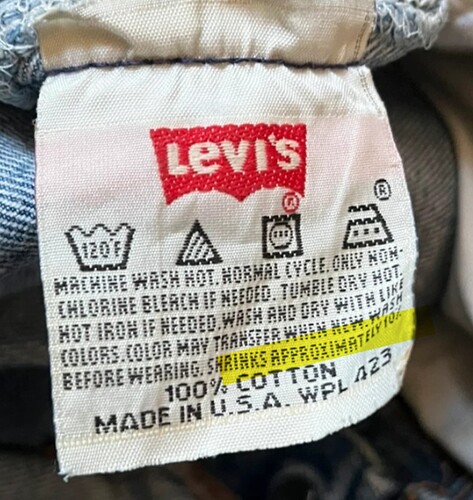 LEVI'S
®
®
120°F
MACHINE WASH HOT. NORMAL CYCLE. ONLY NON-
CHLORINE BLEACH IF NEEDED. TUMBLE DRY HOT.
HOT IRON IF NEEDED WASH AND DRY WITH LIKE
COLORS.COLOR MAY TRANSFER WHEN NEW. WASH
BEFORE WEARING. SHRINKS APPROXIMATELY
100% COTTON
MADE IN U.S.A. WPL 423